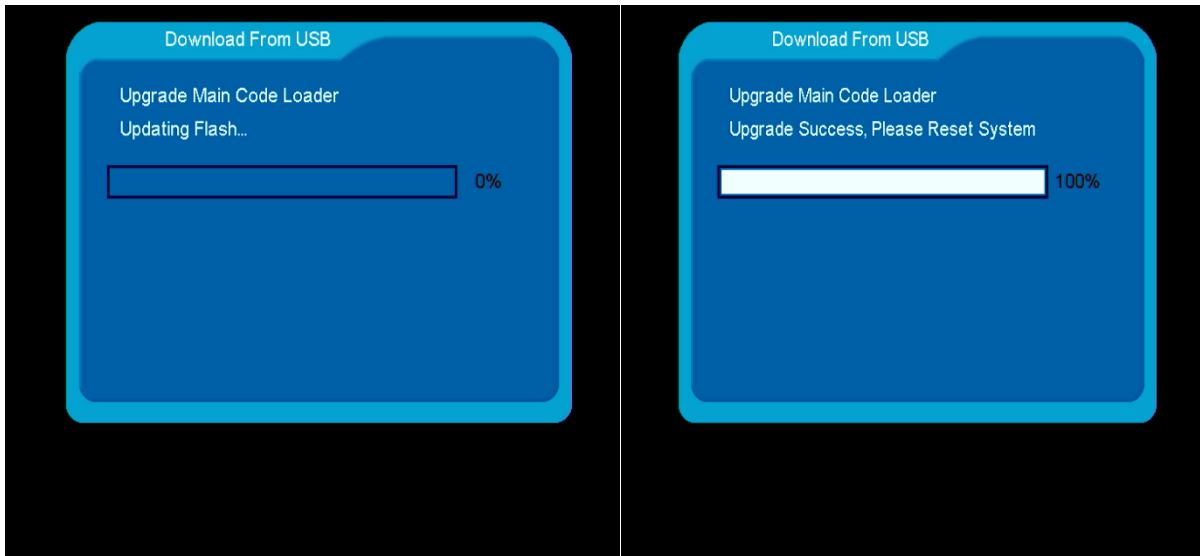 Download From USB
Upgrade Main Code Loader
Updating Flash...
0%
Download From USB
Upgrade Main Code Loader
Upgrade Success, Please Reset System
100%